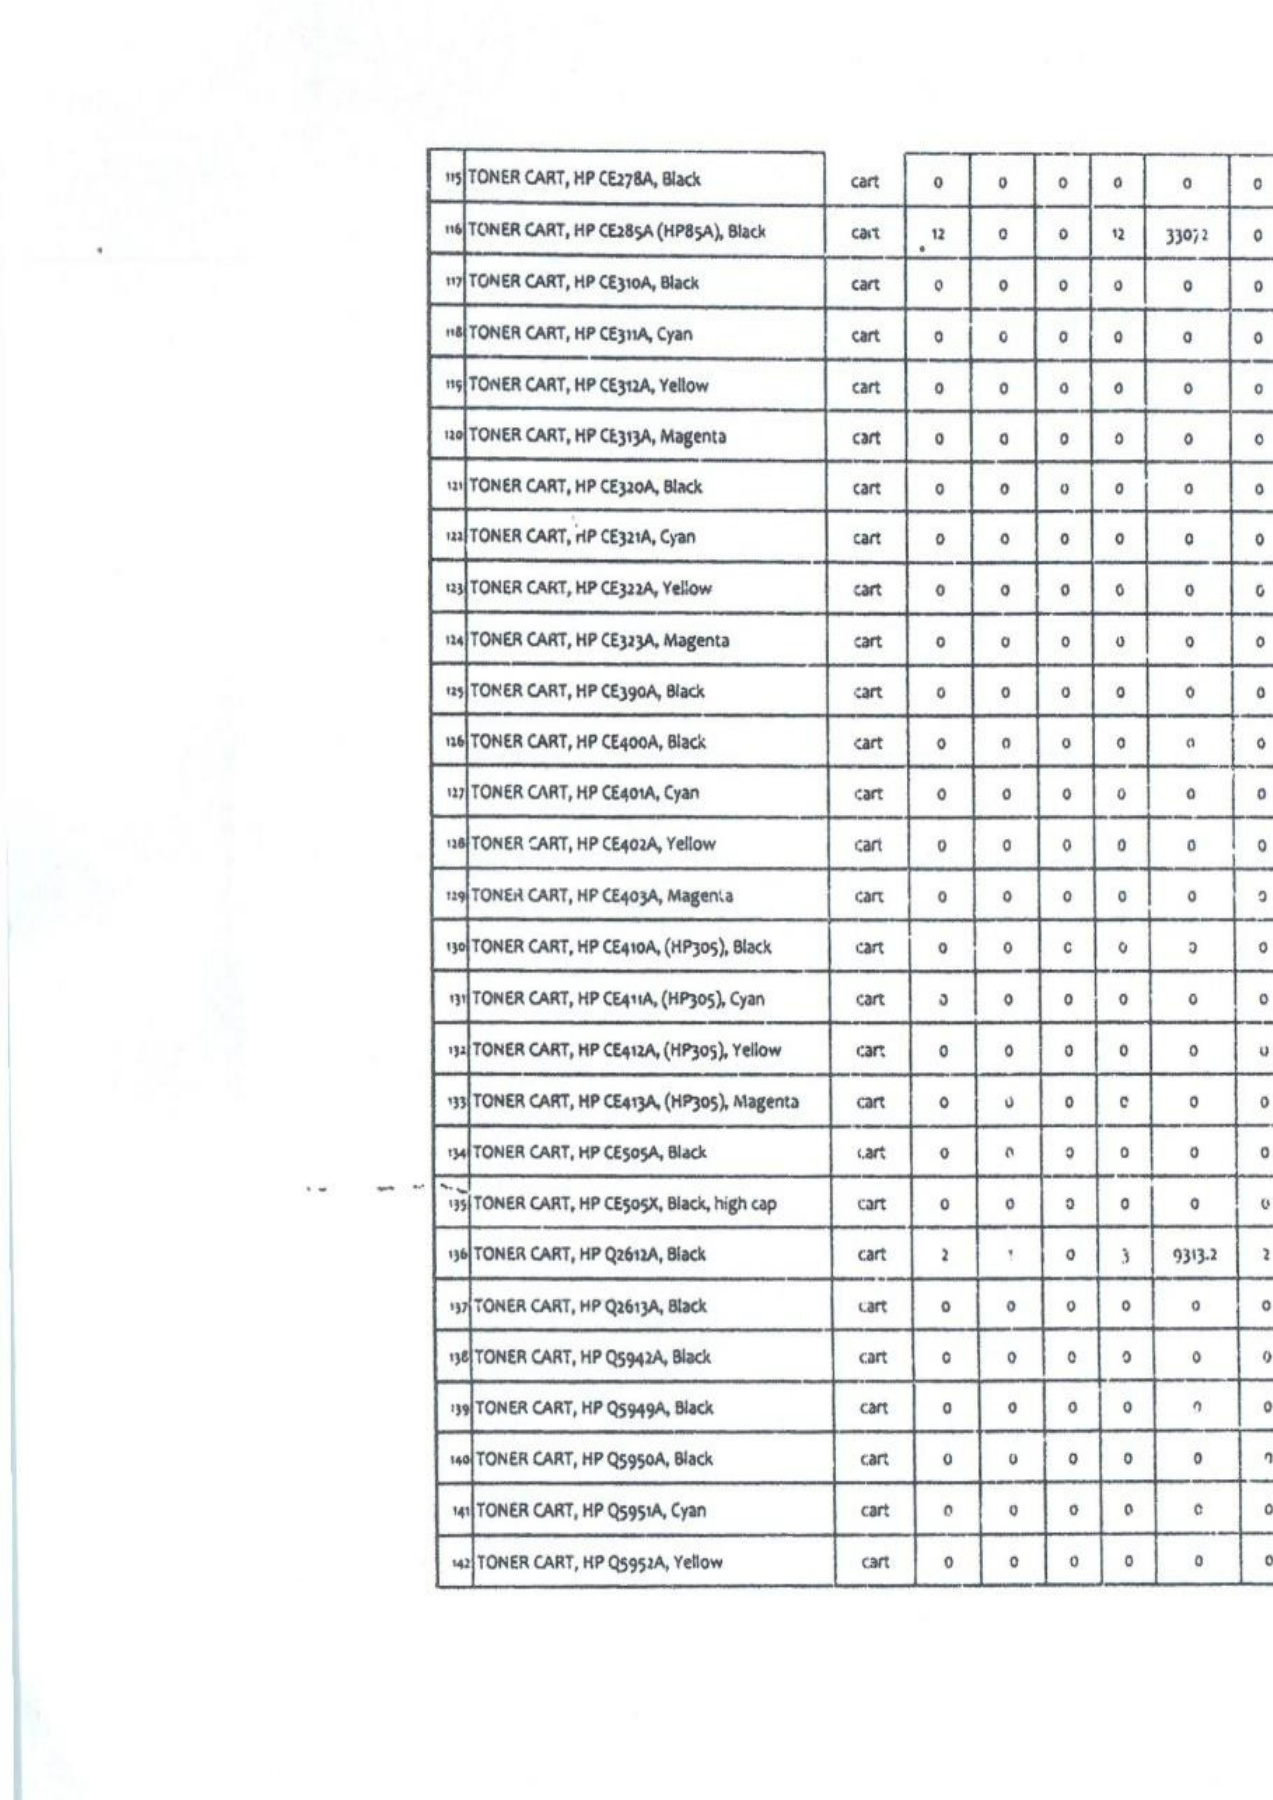 115 TONER CART, HP CE278A, Black cart 0 0 0 0 0 0
116 TONER CART, HP CE285A (HP85A), Black cart 12 0 0 12 33072 0
117 TONER CART, HP CE310A, Black cart 0 0 0 0 0 0
118 TONER CART, HP CE311A, Cyan cart 0 0 0 0 0 0
119 TONER CART, HP CE312A, Yellow cart 0 0 0 0 0 0
120 TONER CART, HP CE313A, Magenta cart 0 0 0 0 0 0
121 TONER CART, HP CE320A, Black cart 0 0 0 0 0 0
122 TONER CART, HP CE321A, Cyan cart 0 0 0 0 0 0
123 TONER CART, HP CE322A, Yellow cart 0 0 0 0 0 0
124 TONER CART, HP CE323A, Magenta cart 0 0 0 0 0 0
125 TONER CART, HP CE390A, Black cart 0 0 0 0 0 0
126 TONER CART, HP CE400A, Black cart 0 0 0 0 0 0
127 TONER CART, HP CE401A, Cyan cart 0 0 0 0 0 0
128 TONER CART, HP CE402A, Yellow cart 0 0 0 0 0 0
129 TONER CART, HP CE403A, Magenta cart 0 0 0 0 0 0
130 TONER CART, HP CE410A, (HP305), Black cart 0 0 0 0 0 0
131 TONER CART, HP CE411A, (HP305), Cyan cart 0 0 0 0 0 0
132 TONER CART, HP CE412A, (HP305), Yellow cart 0 0 0 0 0 0
133 TONER CART, HP CE413A, (HP305), Magenta cart 0 0 0 0 0 0
134 TONER CART, HP CE505A, Black cart 0 0 0 0 0 0
135 TONER CART, HP CE505X, Black, high cap cart 0 0 0 0 0 0
136 TONER CART, HP Q2612A, Black cart 2 1 0 3 9313.2 2
137 TONER CART, HP Q2613A, Black cart 0 0 0 0 0 0
138 TONER CART, HP Q5942A, Black cart 0 0 0 0 0 0
139 TONER CART, HP Q5949A, Black cart 0 0 0 0 0 0
140 TONER CART, HP Q5950A, Black cart 0 0 0 0 0 0
141 TONER CART, HP Q5951A, Cyan cart 0 0 0 0 0 0
142 TONER CART, HP Q5952A, Yellow cart 0 0 0 0 0 0